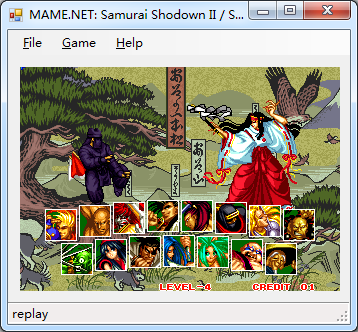 MAME.NET: Samurai Shodown II / S...
File Game Help
LEVEL-4 CREDIT 01
replay